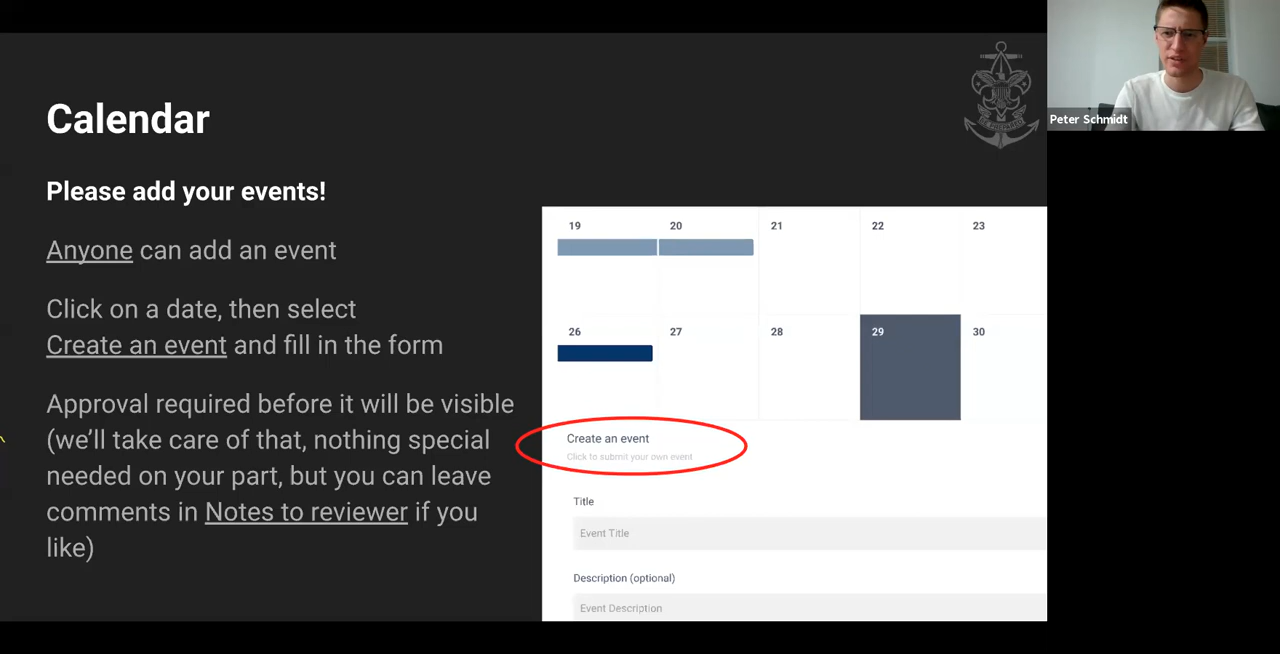 Calendar
Please add your events!
Anyone can add an event
Click on a date, then select
Create an event and fill in the form
Approval required before it will be visible
(we’ll take care of that, nothing special
needed on your part, but you can leave
comments in Notes to reviewer if you
like)
19 20 21 22 23
26 27 28 29 30
Create an event
Click to submit your own event
Title
Event Title
Description (optional)
Event Description
Peter Schmidt